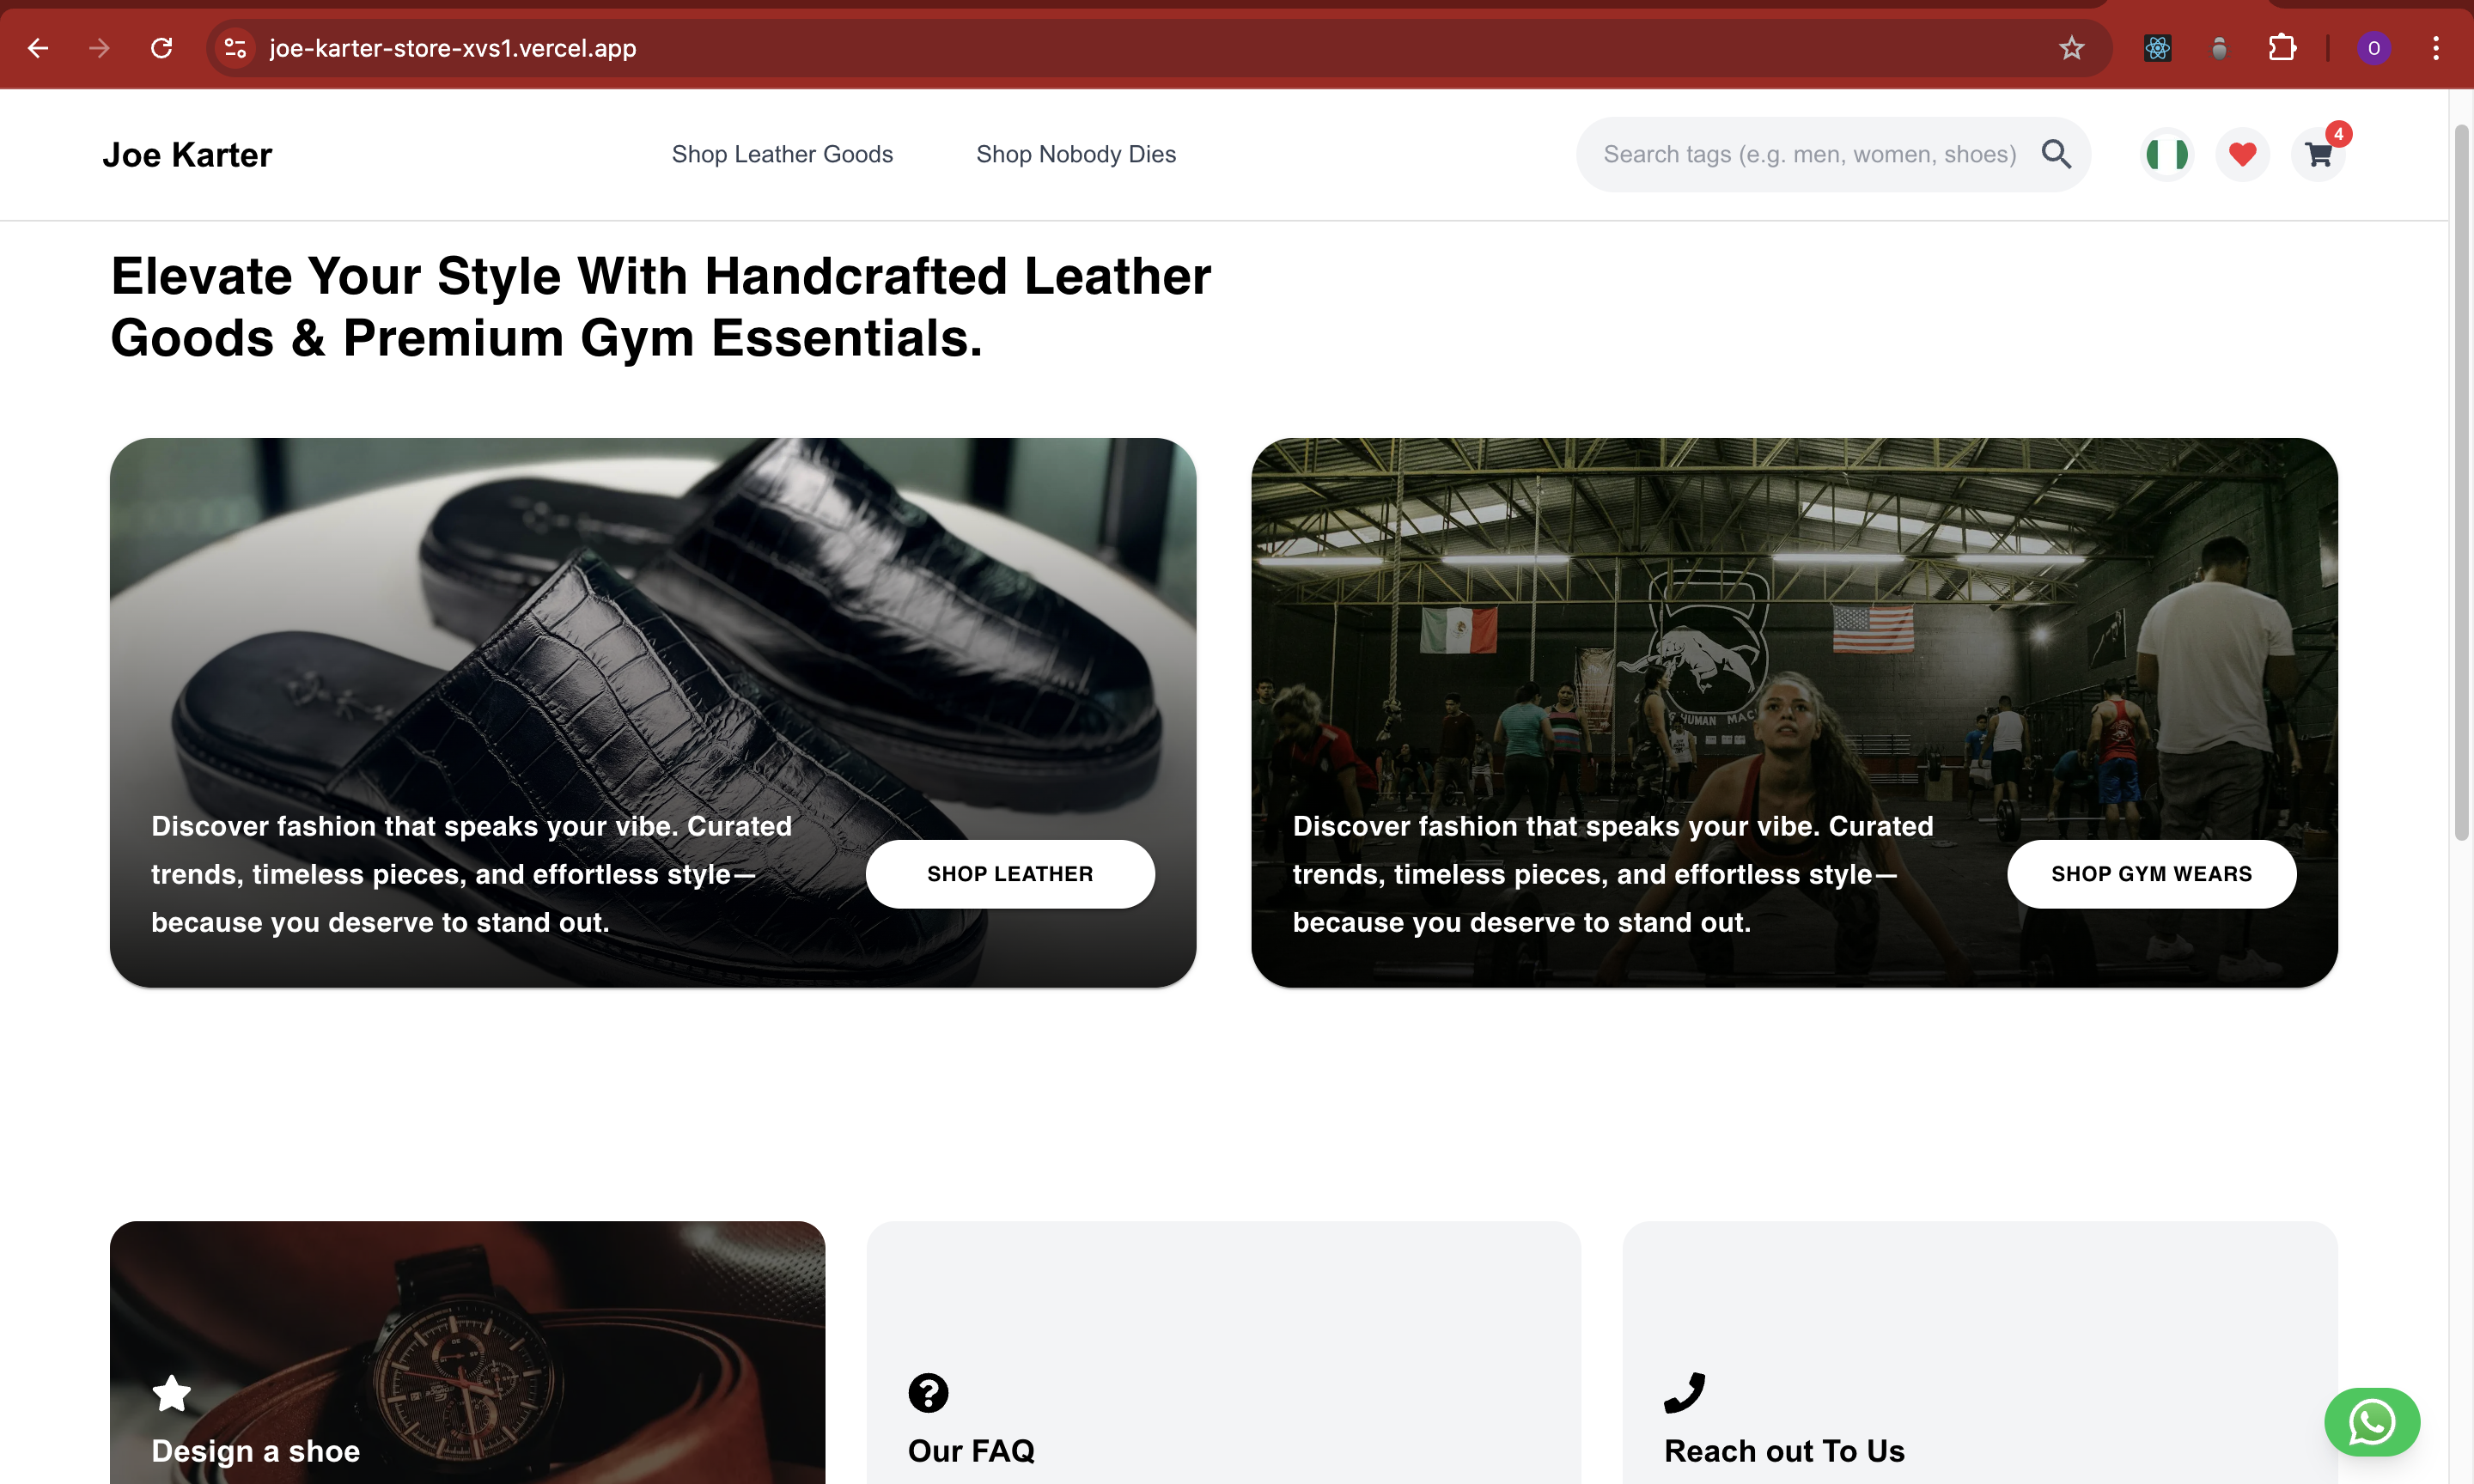 joe-karter-store-xvs1.vercel.app
O
Joe Karter
Shop Leather Goods
Shop Nobody Dies
Search tags (e.g. men, women, shoes)
4
Elevate Your Style With Handcrafted Leather
Goods & Premium Gym Essentials.
Discover fashion that speaks your vibe. Curated
trends, timeless pieces, and effortless style—
because you deserve to stand out.
SHOP LEATHER
HUMAN MAC
Discover fashion that speaks your vibe. Curated
trends, timeless pieces, and effortless style—
because you deserve to stand out.
SHOP GYM WEARS
Design a shoe
Our FAQ
Reach out To Us